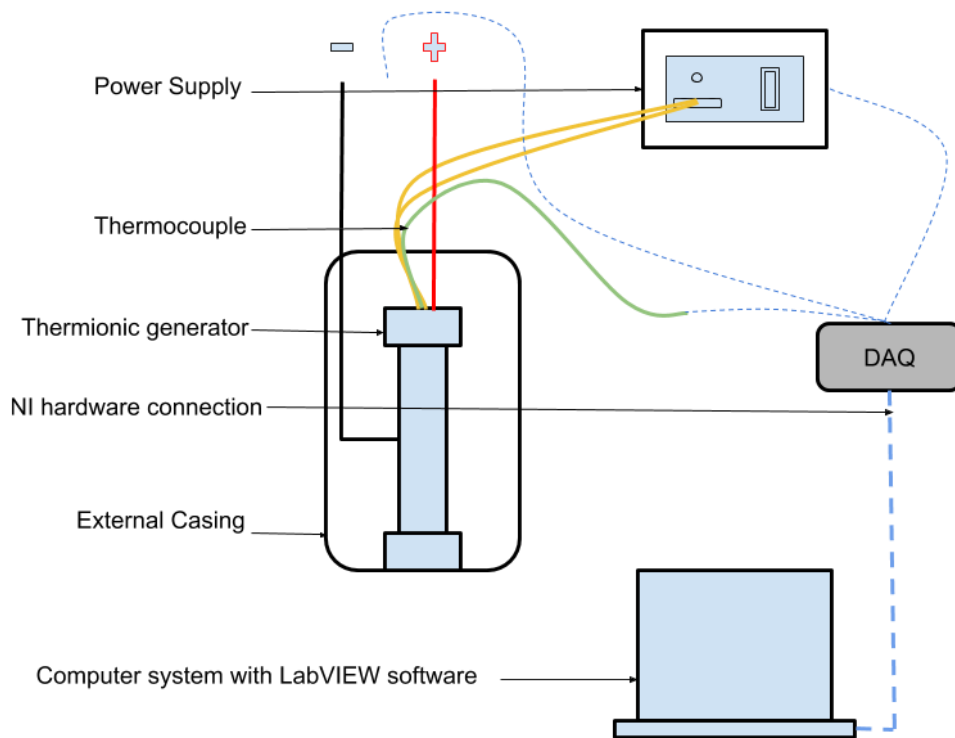 Power Supply
Thermocouple
Thermionic generator
DAQ
NI hardware connection
External Casing
Computer system with LabVIEW software